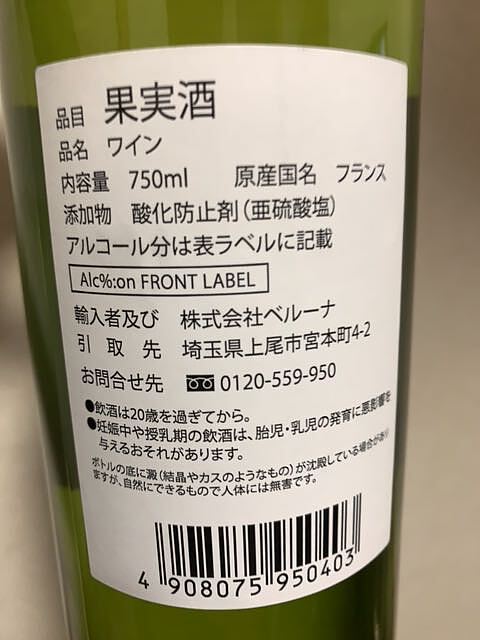 品目 果実酒
品名 ワイン
内容量 750ml 原産国名 フランス
添加物 酸化防止剤(亜硫酸塩)
アルコール分は表ラベルに記載
Alc%:on FRONT LABEL
輸入者及び 株式会社ベルーナ
引取先 埼玉県上尾市宮本町4-2
お問合せ先 0120-559-950
●飲酒は20歳を過ぎてから。
●妊娠中や授乳期の飲酒は、胎児・乳児の発育に悪影響を
与えるおそれがあります。
ボトルの底に澱(結晶やカスのようなもの)が沈殿している場合があり
ますが、自然にできるもので人体には無害です。
4 908075 950403